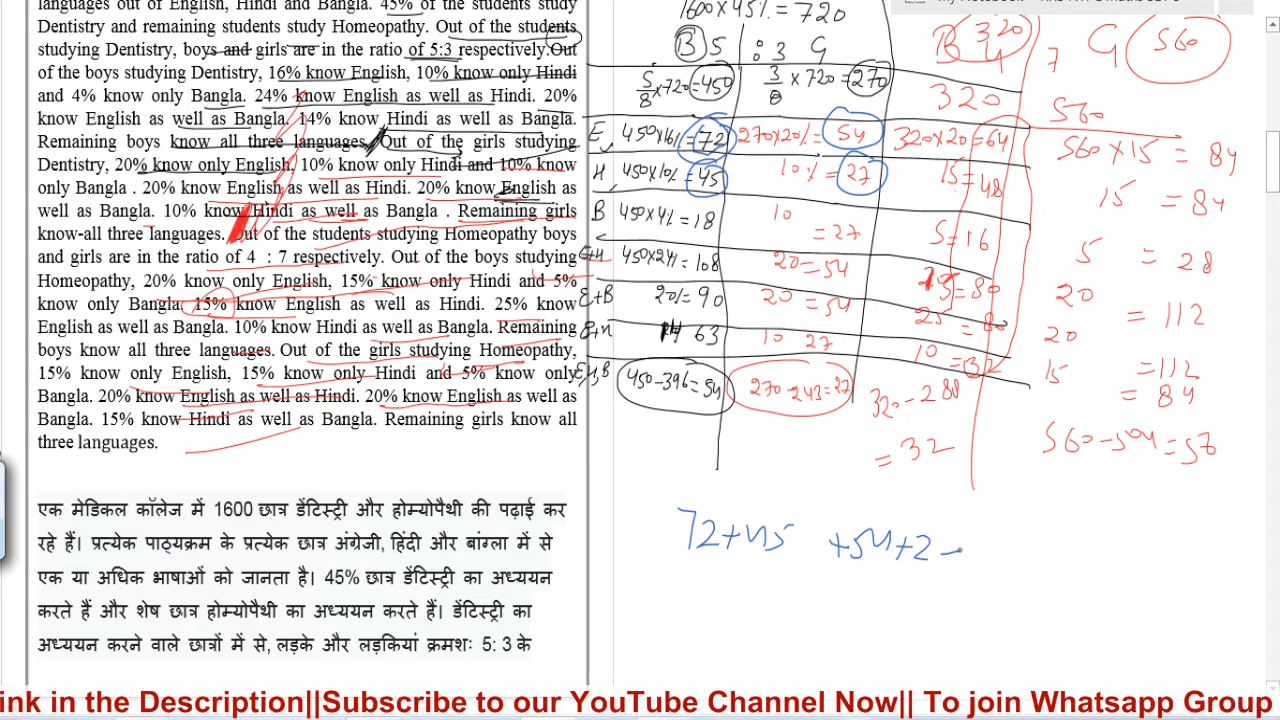 languages out of English, Hindi and Bangla. 45% of the students study
Dentistry and remaining students study Homeopathy. Out of the students
studying Dentistry, boys and girls are in the ratio of 5:3 respectively.Out
of the boys studying Dentistry, 16% know English, 10% know only Hindi
and 4% know only Bangla. 24% know English as well as Hindi. 20%
know English as well as Bangla. 14% know Hindi as well as Bangla.
Remaining boys know all three languages. Out of the girls studying
Dentistry, 20% know only English, 10% know only Hindi and 10% know
only Bangla . 20% know English as well as Hindi. 20% know English as
well as Bangla. 10% know Hindi as well as Bangla . Remaining girls
know-all three languages. Out of the students studying Homeopathy boys
and girls are in the ratio of 4 : 7 respectively. Out of the boys studying
Homeopathy, 20% know only English, 15% know only Hindi and 5%
know only Bangla. 15% know English as well as Hindi. 25% know
English as well as Bangla. 10% know Hindi as well as Bangla. Remaining
boys know all three languages. Out of the girls studying Homeopathy,
15% know only English, 15% know only Hindi and 5% know only
Bangla. 20% know English as well as Hindi. 20% know English as well as
Bangla. 15% know Hindi as well as Bangla. Remaining girls know all
three languages.
एक मेडिकल कॉलेज में 1600 छात्र डेंटिस्ट्री और होम्योपैथी की पढ़ाई कर
रहे हैं। प्रत्येक पाठ्यक्रम के प्रत्येक छात्र अंग्रेजी, हिंदी और बांग्ला में से
एक या अधिक भाषाओं को जानता है। 45% छात्र डेंटिस्ट्री का अध्ययन
करते हैं और शेष छात्र होम्योपैथी का अध्ययन करते हैं। डेंटिस्ट्री का
अध्ययन करने वाले छात्रों में से, लड़के और लड़कियां क्रमशः 5: 3 के
1600×45% = 720
B 5 : 3 G
5/8 ×720=450 3/8 × 720=270
B 320 G 560
4 7
320 560
E 450×16%=72 270×20%= 54 320×20=64 560×15 = 84
H 450×10%=45 10% = 27 15=48 15 = 84
B 450×4%=18 10 = 27 5=16 5 = 28
E+H 450×24%=108 20=54 =80 20 = 112
E+B 20%=90 20 = 54 25 = 80 20 =112
14 63 10 27 10 =32 15 = 84
450-396=54 270-243=27 320-288 = 32 560-504=56
72+45 +54+2
ink in the Description||Subscribe to our YouTube Channel Now|| To join Whatsapp Group